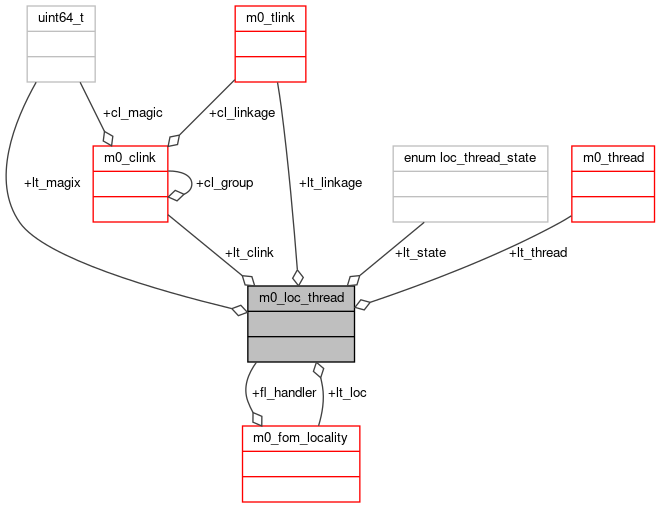 uint64_t
m0_tlink
+cl_magic
+cl_linkage
m0_clink
enum loc_thread_state
m0_thread
+lt_magix
+cl_group
+lt_linkage
+lt_clink
+lt_state
+lt_thread
m0_loc_thread
+fl_handler
+lt_loc
m0_fom_locality